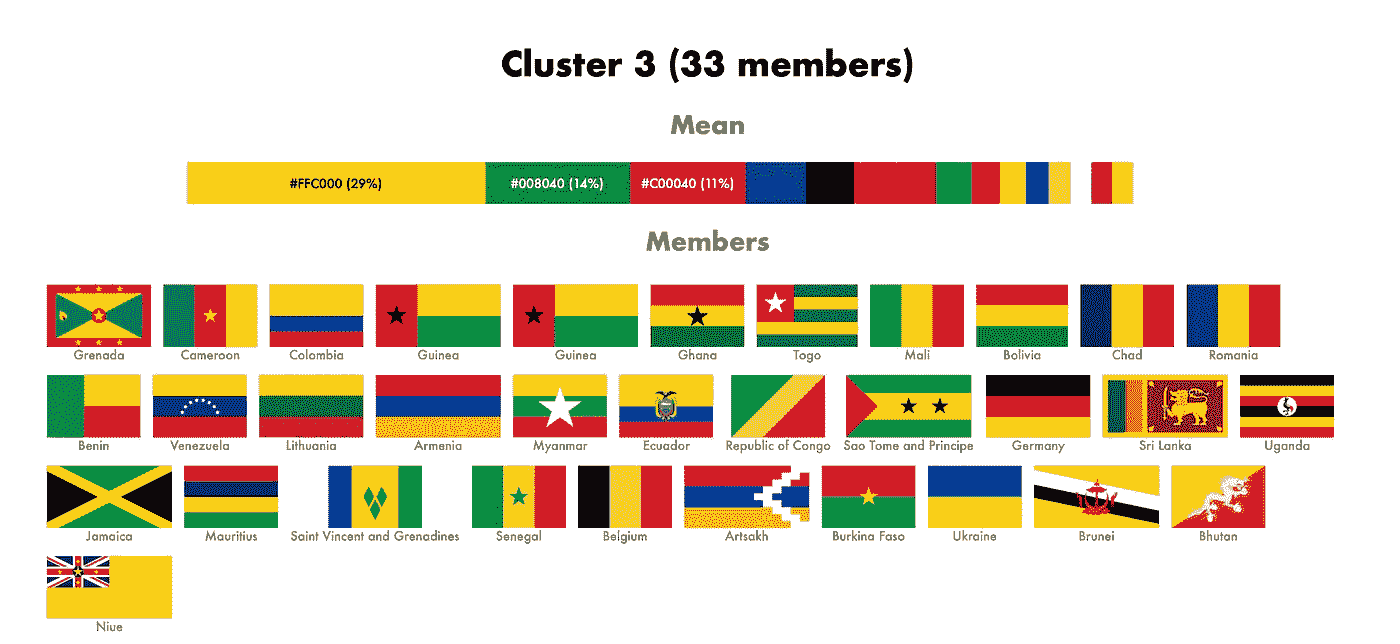 Cluster 3 (33 members)
Mean
#FFC000 (29%) #008040 (14%) #C00040 (11%)
Members
Grenada Cameroon Colombia Guinea Guinea Ghana Togo Mali Bolivia Chad Romania
Benin Venezuela Lithuania Armenia Myanmar Ecuador Republic of Congo Sao Tome and Principe Germany Sri Lanka Uganda
Jamaica Mauritius Saint Vincent and Grenadines Senegal Belgium Artsakh Burkina Faso Ukraine Brunei Bhutan
Niue